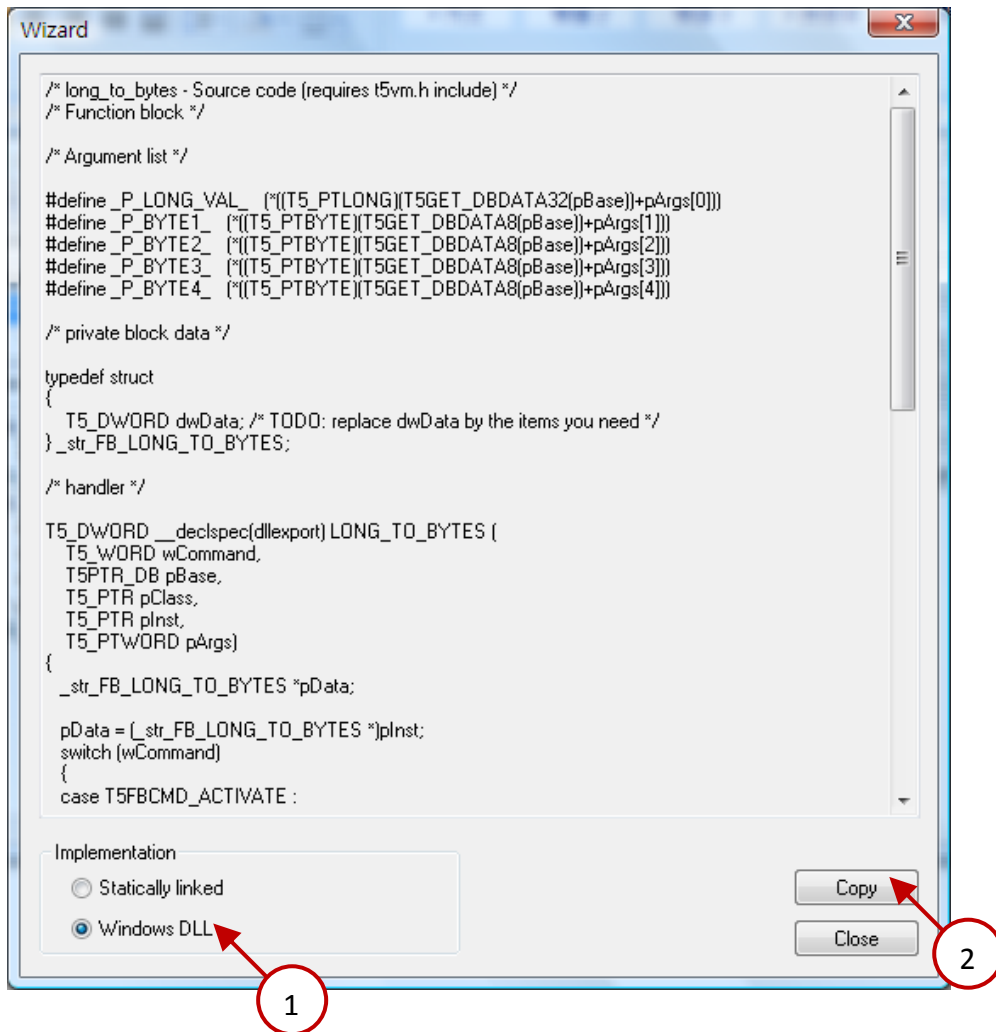 Wizard
/* long_to_bytes - Source code (requires t5vm.h include) */
/* Function block */
/* Argument list */
#define _P_LONG_VAL_ (*((T5_PTLONG)(T5GET_DBDATA32(pBase))+pArgs[0]))
#define _P_BYTE1_ (*((T5_PTBYTE)(T5GET_DBDATA8(pBase))+pArgs[1]))
#define _P_BYTE2_ (*((T5_PTBYTE)(T5GET_DBDATA8(pBase))+pArgs[2]))
#define _P_BYTE3_ (*((T5_PTBYTE)(T5GET_DBDATA8(pBase))+pArgs[3]))
#define _P_BYTE4_ (*((T5_PTBYTE)(T5GET_DBDATA8(pBase))+pArgs[4]))
/* private block data */
typedef struct
{
T5_DWORD dwData; /* TODO: replace dwData by the items you need */
} _str_FB_LONG_TO_BYTES;
/* handler */
T5_DWORD __declspec(dllexport) LONG_TO_BYTES (
T5_WORD wCommand,
T5PTR_DB pBase,
T5_PTR pClass,
T5_PTR pInst,
T5_PTWORD pArgs)
{
_str_FB_LONG_TO_BYTES *pData;
pData = (_str_FB_LONG_TO_BYTES *)pInst;
switch (wCommand)
{
case T5FBCMD_ACTIVATE :
Implementation
Statically linked
Windows DLL
Copy
Close
1
2